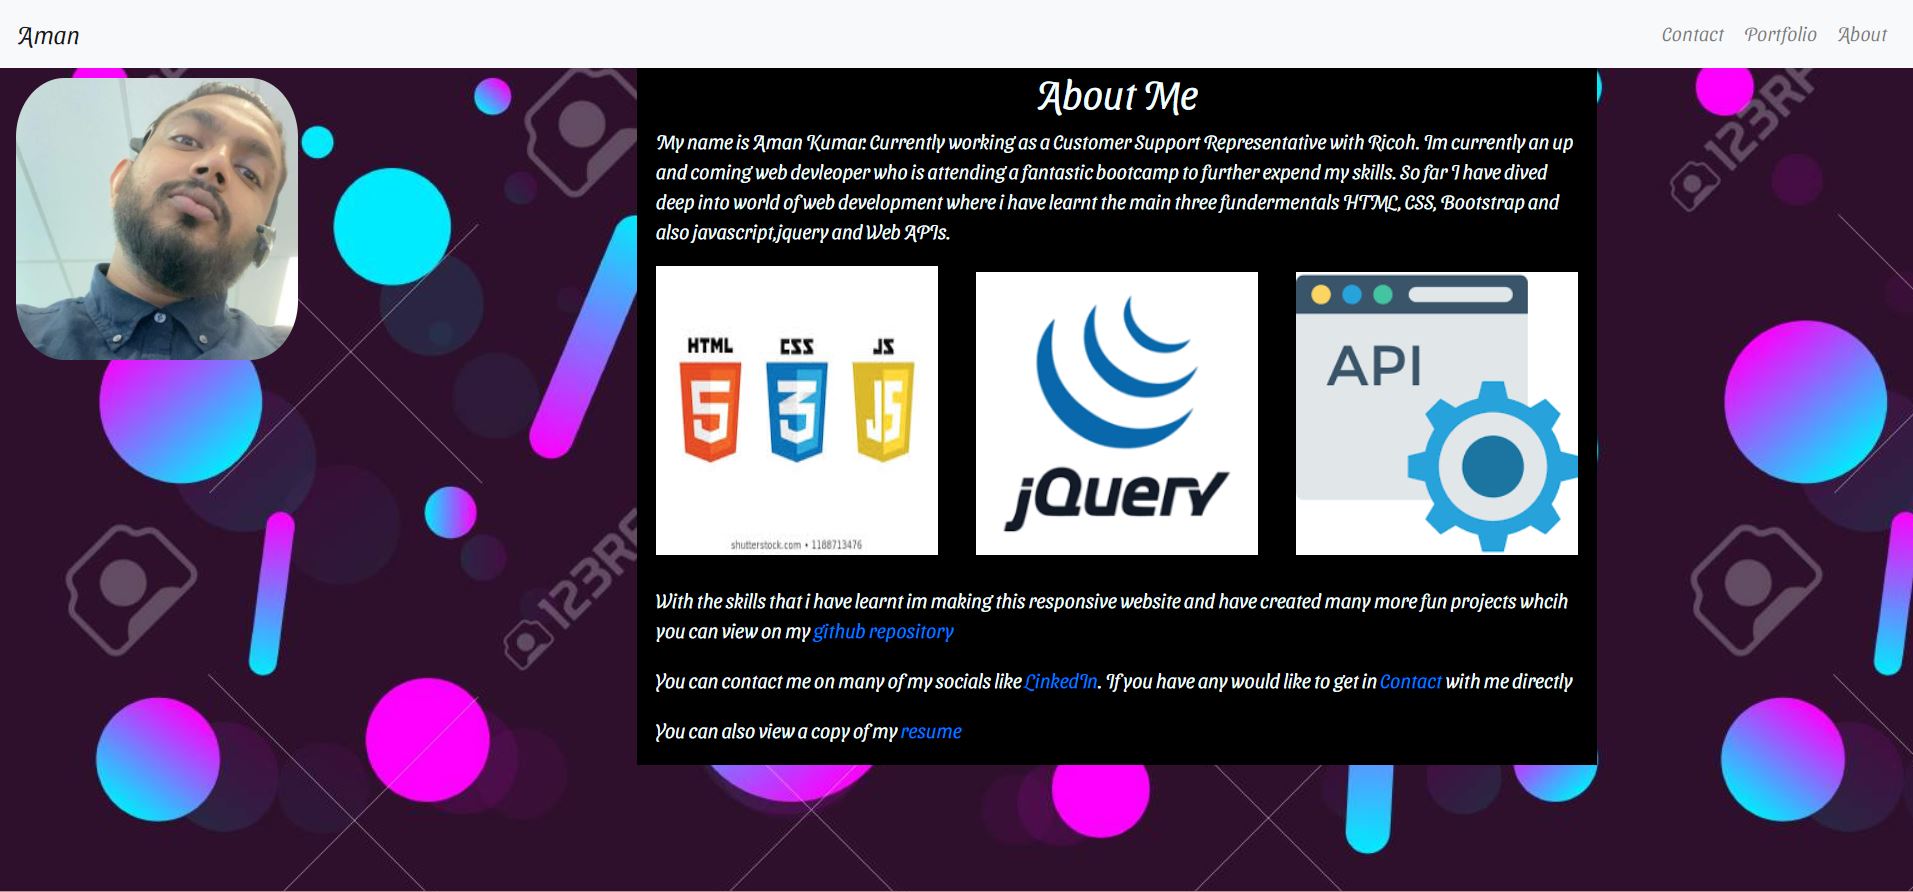 Aman
Contact Portfolio About
About Me
My name is Aman Kumar. Currently working as a Customer Support Representative with Ricoh. Im currently an up
and coming web devleoper who is attending a fantastic bootcamp to further expend my skills. So far I have dived
deep into world of web development where i have learnt the main three fundermentals HTML, CSS, Bootstrap and
also javascript,jquery and Web APIs.
HTML CSS JS
5 3 JS
shutterstock.com • 1188713476
jQuery
API
With the skills that i have learnt im making this responsive website and have created many more fun projects whcih
you can view on my github repository
You can contact me on many of my socials like LinkedIn. If you have any would like to get in Contact with me directly
You can also view a copy of my resume
123RF
123RF